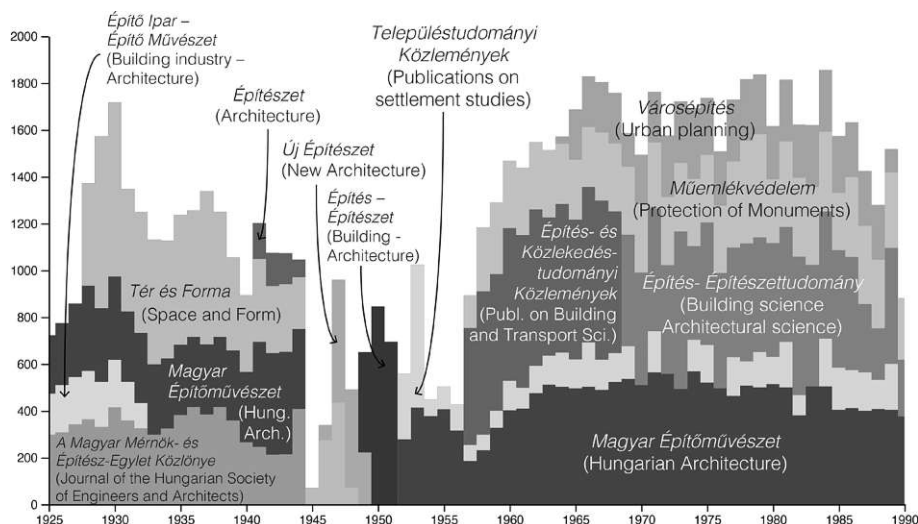 Építő Ipar –
Építő Művészet
(Building industry –
Architecture)
Építészet
(Architecture)
Új Építészet
(New Architecture)
Építés –
Építészet
(Building -
Architecture)
Településtudományi
Közlemények
(Publications on
settlement studies)
Városépítés
(Urban planning)
Műemlékvédelem
(Protection of Monuments)
Építés- és
Közlekedés-
tudományi
Közlemények
(Publ. on Building
and Transport Sci.)
Építés- Építészettudomány
(Building science
Architectural science)
Tér és Forma
(Space and Form)
Magyar
Építőművészet
(Hung.
Arch.)
A Magyar Mérnök- és
Építész-Egylet Közlönye
(Journal of the Hungarian Society
of Engineers and Architects)
Magyar Építőművészet
(Hungarian Architecture)
2000
1800
1600
1400
1200
1000
800
600
400
200
0
1925 1930 1935 1940 1945 1950 1955 1960 1965 1970 1975 1980 1985 1990